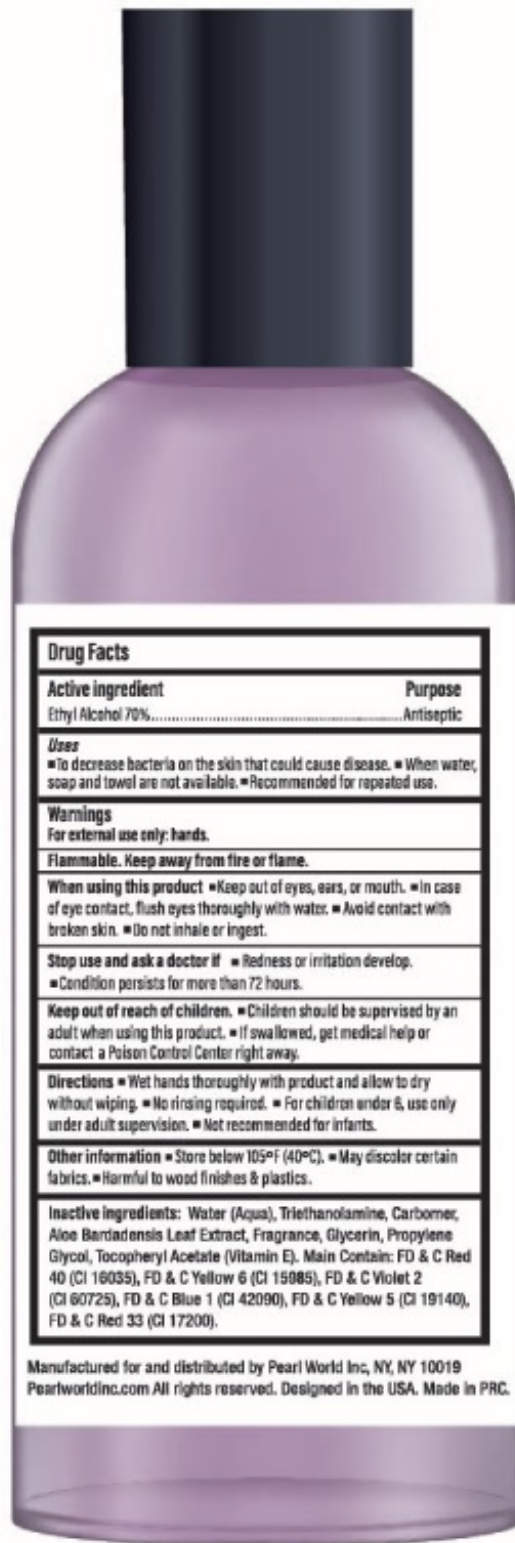 Drug Facts
Active ingredient Purpose
Ethyl Alcohol 70%..........................................................Antiseptic
Uses
▪To decrease bacteria on the skin that could cause disease. ▪ When water,
soap and towel are not available. ▪ Recommended for repeated use.
Warnings
For external use only: hands.
Flammable. Keep away from fire or flame.
When using this product ▪Keep out of eyes, ears, or mouth. ▪In case
of eye contact, flush eyes thoroughly with water. ▪ Avoid contact with
broken skin. ▪Do not inhale or ingest.
Stop use and ask a doctor if ▪ Redness or irritation develop.
▪Condition persists for more than 72 hours.
Keep out of reach of children. ▪ Children should be supervised by an
adult when using this product. ▪ If swallowed, get medical help or
contact a Poison Control Center right away.
Directions ▪ Wet hands thoroughly with product and allow to dry
without wiping. ▪ No rinsing required. ▪ For children under 6, use only
under adult supervision. ▪ Not recommended for infants.
Other information ▪ Store below 105ºF (40ºC). ▪ May discolor certain
fabrics. ▪Harmful to wood finishes & plastics.
Inactive ingredients: Water (Aqua), Triethanolamine, Carbomer,
Aloe Bardadensis Leaf Extract, Fragrance, Glycerin, Propylene
Glycol, Tocopheryl Acetate (Vitamin E). Main Contain: FD & C Red
40 (CI 16035), FD & C Yellow 6 (CI 15985), FD & C Violet 2
(CI 60725), FD & C Blue 1 (CI 42090), FD & C Yellow 5 (CI 19140),
FD & C Red 33 (CI 17200).
Manufactured for and distributed by Pearl World Inc, NY, NY 10019
Pearlworldinc.com All rights reserved. Designed in the USA. Made in PRC.